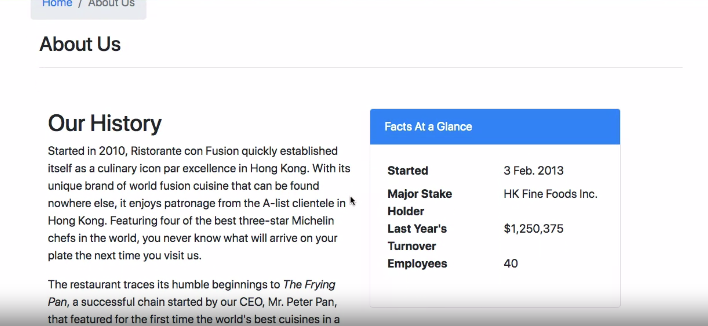 Home / About Us
About Us
Our History
Started in 2010, Ristorante con Fusion quickly established
itself as a culinary icon par excellence in Hong Kong. With its
unique brand of world fusion cuisine that can be found
nowhere else, it enjoys patronage from the A-list clientele in
Hong Kong. Featuring four of the best three-star Michelin
chefs in the world, you never know what will arrive on your
plate the next time you visit us.
The restaurant traces its humble beginnings to The Frying
Pan, a successful chain started by our CEO, Mr. Peter Pan,
that featured for the first time the world's best cuisines in a
Facts At a Glance
Started 3 Feb. 2013
Major Stake HK Fine Foods Inc.
Holder
Last Year's $1,250,375
Turnover
Employees 40